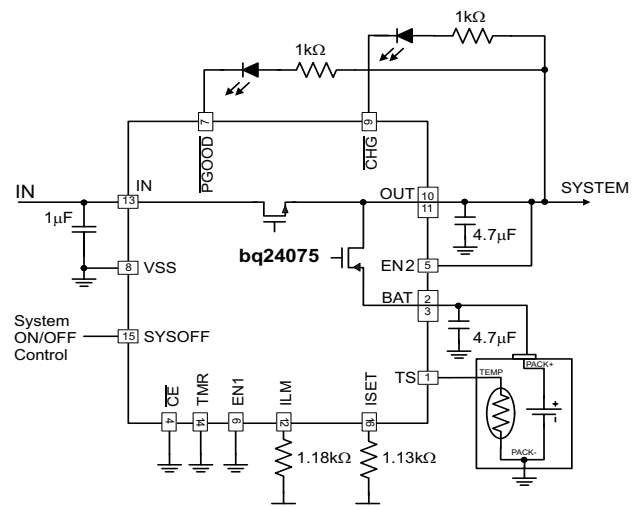 1kΩ
1kΩ
7
9
PGOOD
CHG
IN
IN
13
OUT
10
11
SYSTEM
1μF
4.7μF
bq24075
EN2
5
8
VSS
BAT
2
3
System
ON/OFF
Control
15
SYSOFF
4.7μF
TS
1
TEMP
PACK+
+
-
PACK-
CE
TMR
EN1
ILM
ISET
4
14
6
12
16
1.18kΩ
1.13kΩ